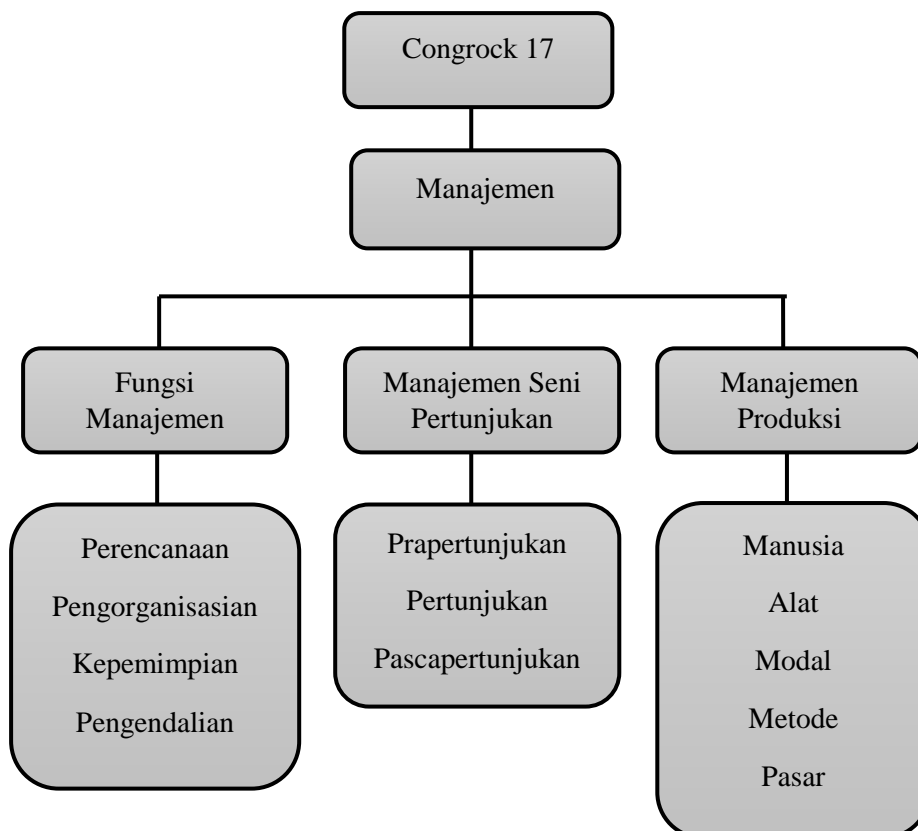 Congrock 17
Manajemen
Fungsi
Manajemen
Manajemen Seni
Pertunjukan
Manajemen
Produksi
Perencanaan
Pengorganisasian
Kepemimpian
Pengendalian
Prapertunjukan
Pertunjukan
Pascapertunjukan
Manusia
Alat
Modal
Metode
Pasar